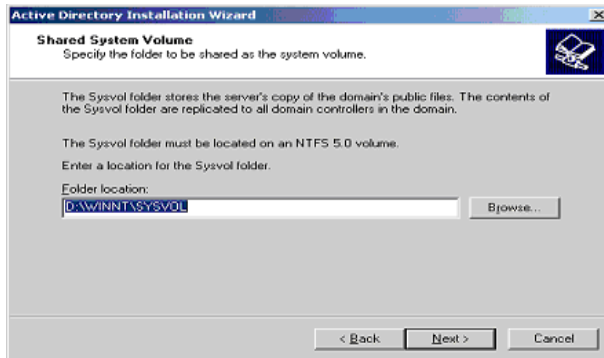 Active Directory Installation Wizard
Shared System Volume
Specify the folder to be shared as the system volume.
The Sysvol folder stores the server's copy of the domain's public files. The contents of
the Sysvol folder are replicated to all domain controllers in the domain.
The Sysvol folder must be located on an NTFS 5.0 volume.
Enter a location for the Sysvol folder.
Folder location:
D:\WINNT\SYSVOL
Browse...
< Back
Next >
Cancel